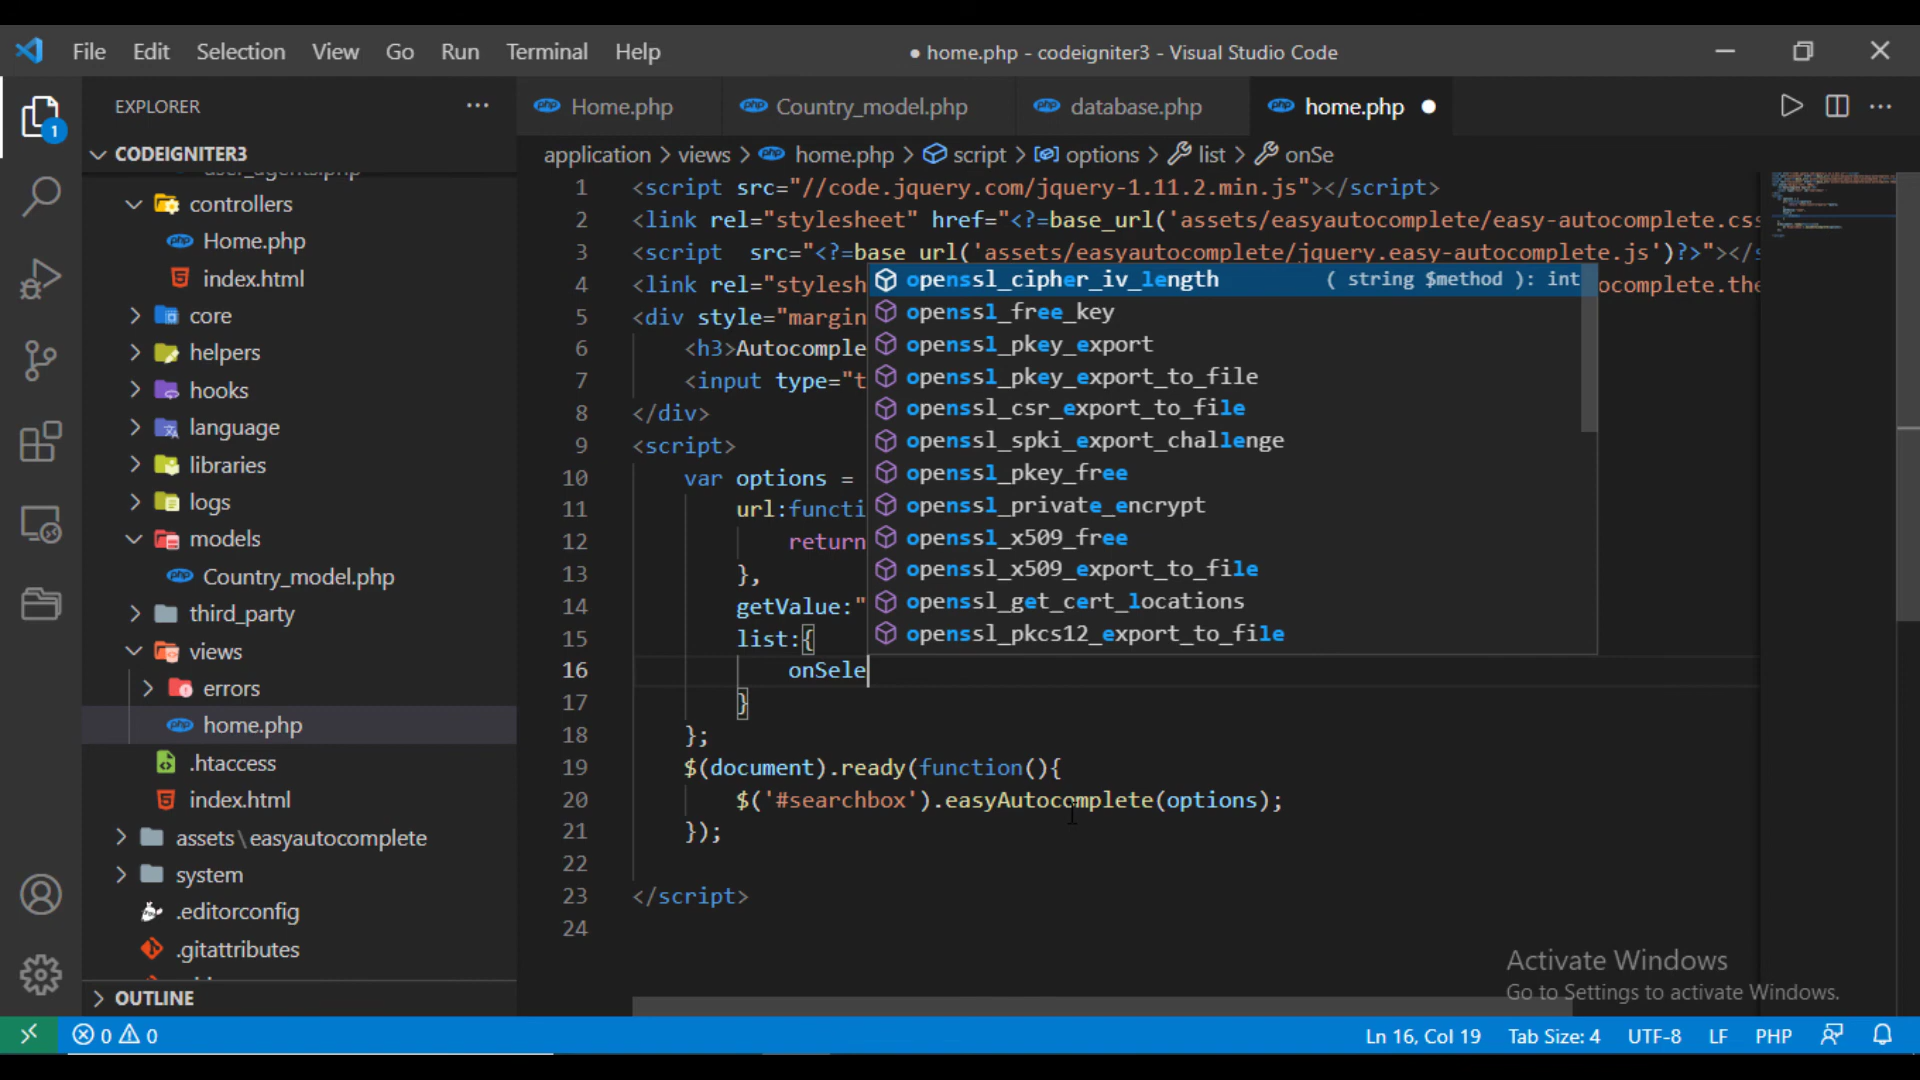 File Edit Selection View Go Run Terminal Help ● home.php - codeigniter3 - Visual Studio Code
EXPLORER
Home.php Country_model.php database.php home.php
CODEIGNITER3
application > views > home.php > script > options > list > onSe
controllers
Home.php
index.html
core
helpers
hooks
language
libraries
logs
models
Country_model.php
third_party
views
errors
home.php
.htaccess
index.html
assets\easyautocomplete
system
.editorconfig
.gitattributes
OUTLINE
1 <script src="//code.jquery.com/jquery-1.11.2.min.js"></script>
2 <link rel="stylesheet" href="<?=base_url('assets/easyautocomplete/easy-autocomplete.css
3 <script  src="<?=base_url('assets/easyautocomplete/jquery.easy-autocomplete.js')?>"></s
4 <link rel="stylesh ocomplete.the
5 <div style="margin
6 <h3>Autocomple
7 <input type="t
8 </div>
9 <script>
10 var options =
11 url:functi
12 return
13 },
14 getValue:"
15 list:{
16 onSele
17 }
18 };
19 $(document).ready(function(){
20 $('#searchbox').easyAutocomplete(options);
21 });
22
23 </script>
24
openssl_cipher_iv_length ( string $method ): int
openssl_free_key
openssl_pkey_export
openssl_pkey_export_to_file
openssl_csr_export_to_file
openssl_spki_export_challenge
openssl_pkey_free
openssl_private_encrypt
openssl_x509_free
openssl_x509_export_to_file
openssl_get_cert_locations
openssl_pkcs12_export_to_file
Activate Windows
Go to Settings to activate Windows.
0 0 Ln 16, Col 19 Tab Size: 4 UTF-8 LF PHP
1